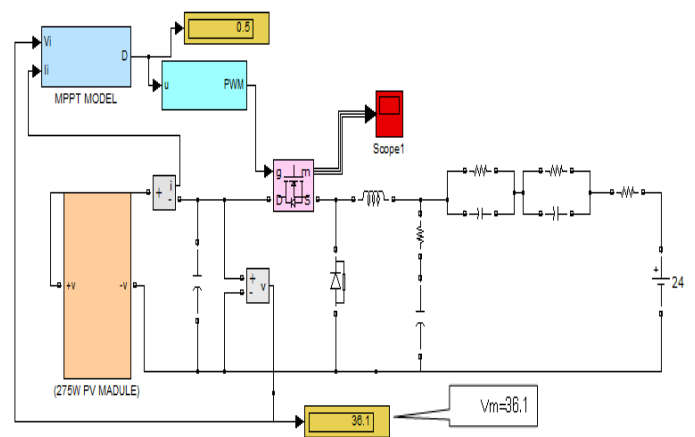 0.5
Vi
Ii
D
MPPT MODEL
u
PWM
Scope1
g
m
D
S
+
i
-
+v
-v
+
-
v
+
24
(275W PV MADULE)
36.1
Vm=36.1